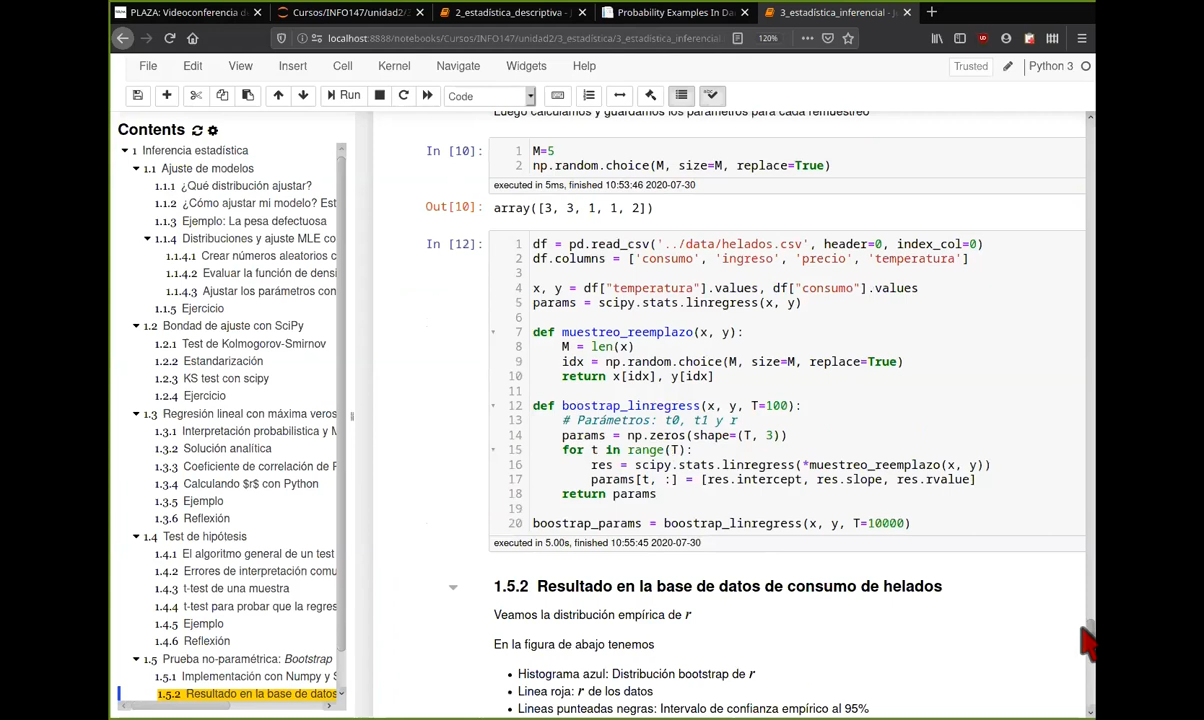 PLAZA: Videoconferencia de
Cursos/INFO147/unidad2/3
2_estadística_descriptiva - J
Probability Examples In Da
3_estadística_inferencial - J
localhost:8888/notebooks/Cursos/INFO147/unidad2/3_estadística/3_estadística_inferencial.
120%
File Edit View Insert Cell Kernel Navigate Widgets Help
Trusted
Python 3
Run
Code
Contents
1 Inferencia estadística
1.1 Ajuste de modelos
1.1.1 ¿Qué distribución ajustar?
1.1.2 ¿Cómo ajustar mi modelo? Est
1.1.3 Ejemplo: La pesa defectuosa
1.1.4 Distribuciones y ajuste MLE co
1.1.4.1 Crear números aleatorios c
1.1.4.2 Evaluar la función de densi
1.1.4.3 Ajustar los parámetros con
1.1.5 Ejercicio
1.2 Bondad de ajuste con SciPy
1.2.1 Test de Kolmogorov-Smirnov
1.2.2 Estandarización
1.2.3 KS test con scipy
1.2.4 Ejercicio
1.3 Regresión lineal con máxima veros
1.3.1 Interpretación probabilistica y M
1.3.2 Solución analítica
1.3.3 Coeficiente de correlación de P
1.3.4 Calculando $r$ con Python
1.3.5 Ejemplo
1.3.6 Reflexión
1.4 Test de hipótesis
1.4.1 El algoritmo general de un test
1.4.2 Errores de interpretación comu
1.4.3 t-test de una muestra
1.4.4 t-test para probar que la regres
1.4.5 Ejemplo
1.4.6 Reflexión
1.5 Prueba no-paramétrica: Bootstrap
1.5.1 Implementación con Numpy y S
1.5.2 Resultado en la base de datos
Luego calculamos y guardamos los parámetros para cada remuestreo
In [10]:
1 M=5
2 np.random.choice(M, size=M, replace=True)
executed in 5ms, finished 10:53:46 2020-07-30
Out[10]: array([3, 3, 1, 1, 2])
In [12]:
1 df = pd.read_csv('../data/helados.csv', header=0, index_col=0)
2 df.columns = ['consumo', 'ingreso', 'precio', 'temperatura']
3
4 x, y = df["temperatura"].values, df["consumo"].values
5 params = scipy.stats.linregress(x, y)
6
7 def muestreo_reemplazo(x, y):
8 M = len(x)
9 idx = np.random.choice(M, size=M, replace=True)
10 return x[idx], y[idx]
11
12 def boostrap_linregress(x, y, T=100):
13 # Parámetros: t0, t1 y r
14 params = np.zeros(shape=(T, 3))
15 for t in range(T):
16 res = scipy.stats.linregress(*muestreo_reemplazo(x, y))
17 params[t, :] = [res.intercept, res.slope, res.rvalue]
18 return params
19
20 boostrap_params = boostrap_linregress(x, y, T=10000)
executed in 5.00s, finished 10:55:45 2020-07-30
1.5.2 Resultado en la base de datos de consumo de helados
Veamos la distribución empírica de r
En la figura de abajo tenemos
• Histograma azul: Distribución bootstrap de r
• Linea roja: r de los datos
• Lineas punteadas negras: Intervalo de confianza empírico al 95%